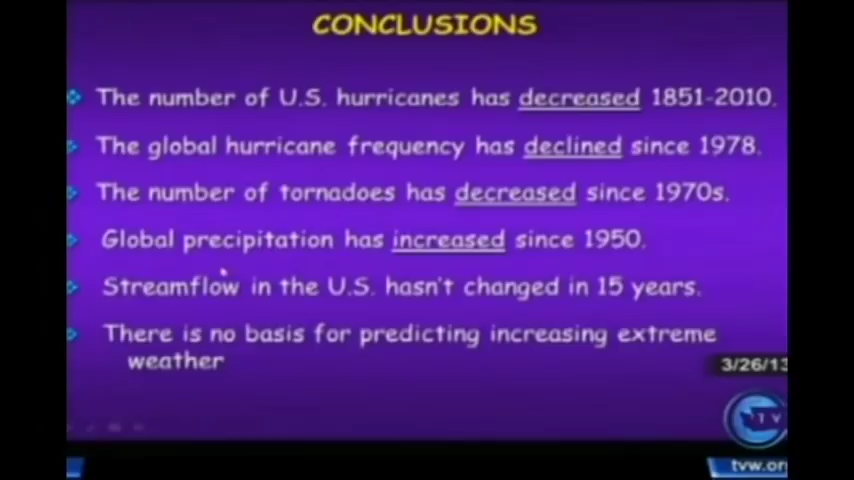 CONCLUSIONS
The number of U.S. hurricanes has decreased 1851-2010.
The global hurricane frequency has declined since 1978.
The number of tornadoes has decreased since 1970s.
Global precipitation has increased since 1950.
Streamflow in the U.S. hasn't changed in 15 years.
There is no basis for predicting increasing extreme
weather
3/26/13
TV
tvw.or